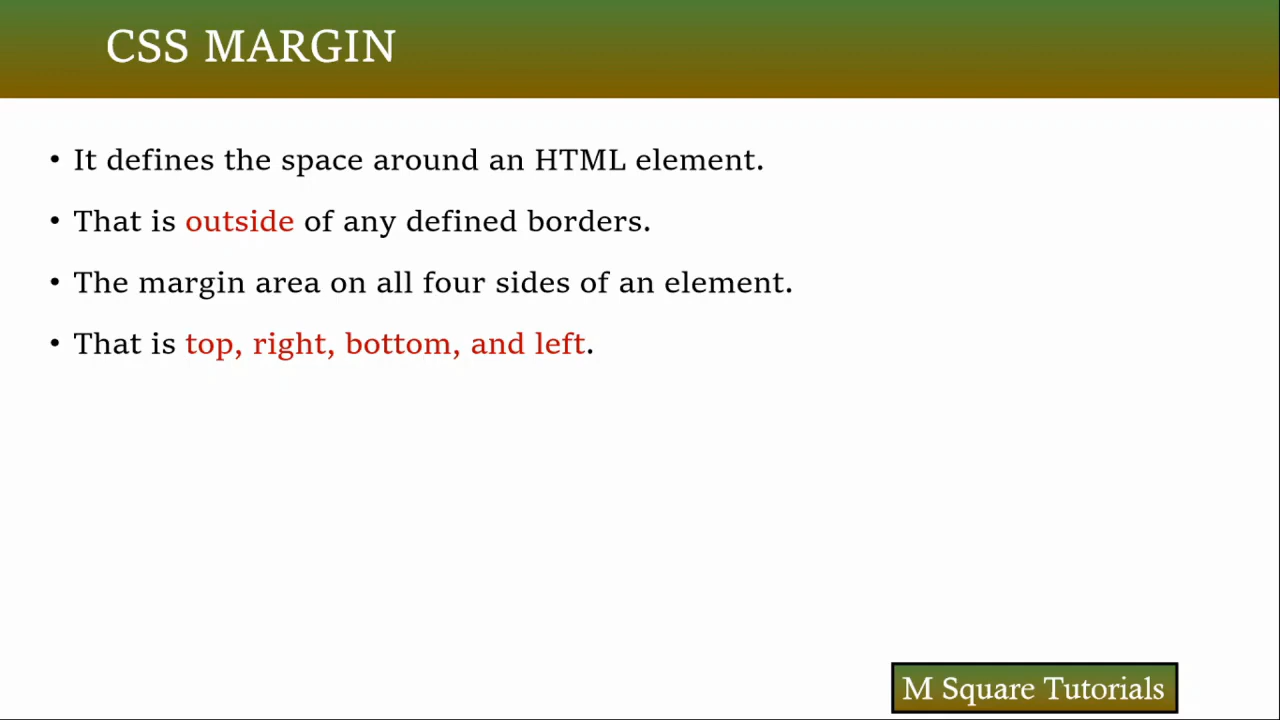 CSS MARGIN
• It defines the space around an HTML element.
• That is outside of any defined borders.
• The margin area on all four sides of an element.
• That is top, right, bottom, and left.
M Square Tutorials